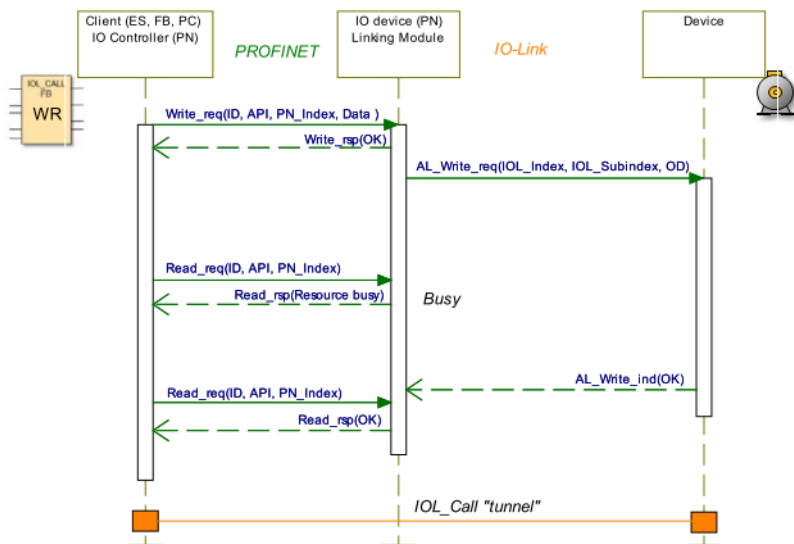 Client (ES, FB, PC)
IO Controller (PN)
PROFINET
IO device (PN)
Linking Module
IO-Link
Device
IOL_CALL
FB
WR
Write_req(ID, API, PN_Index, Data )
Write_rsp(OK)
AL_Write_req(IOL_Index, IOL_Subindex, OD)
Read_req(ID, API, PN_Index)
Read_rsp(Resource busy)
Busy
AL_Write_ind(OK)
Read_req(ID, API, PN_Index)
Read_rsp(OK)
IOL_Call "tunnel"